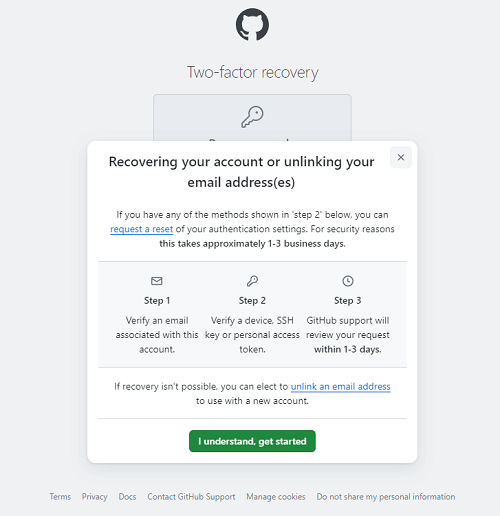 Two-factor recovery
Recovering your account or unlinking your
email address(es)
If you have any of the methods shown in 'step 2' below, you can
request a reset of your authentication settings. For security reasons
this takes approximately 1-3 business days.
Step 1
Verify an email
associated with this
account.
Step 2
Verify a device, SSH
key or personal access
token.
Step 3
GitHub support will
review your request
within 1-3 days.
If recovery isn't possible, you can elect to unlink an email address
to use with a new account.
I understand, get started
Terms Privacy Docs Contact GitHub Support Manage cookies Do not share my personal information